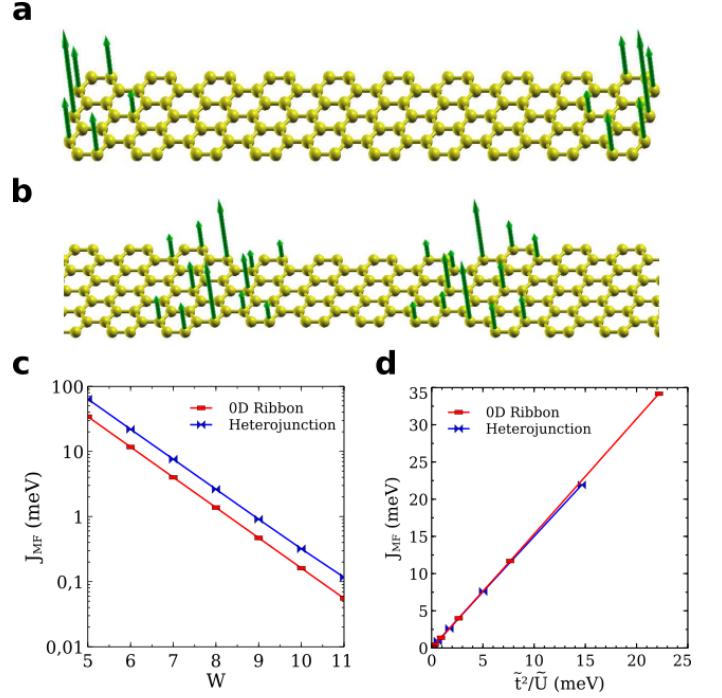 a
b
c
d
100
10
1
0,1
0,01
J_MF (meV)
5 6 7 8 9 10 11
W
0D Ribbon
Heterojunction
35
30
25
20
15
10
5
0
J_MF (meV)
0 5 10 15 20 25
t̃²/Ũ (meV)
0D Ribbon
Heterojunction